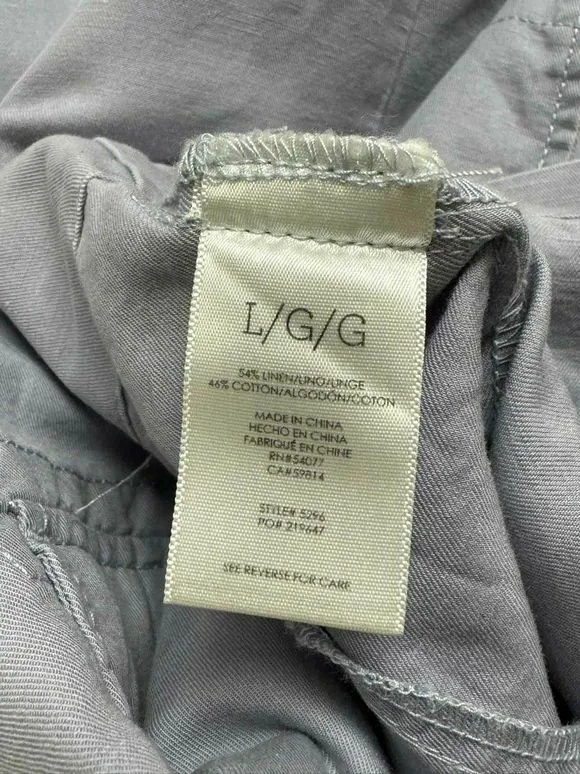 L/G/G
54% LINEN/LINO/LINGE
46% COTTON/ALGODÓN/COTON
MADE IN CHINA
HECHO EN CHINA
FABRIQUÉ EN CHINE
RN#54077
CA#59814
STYLE# 5296
PO# 219647
SEE REVERSE FOR CARE